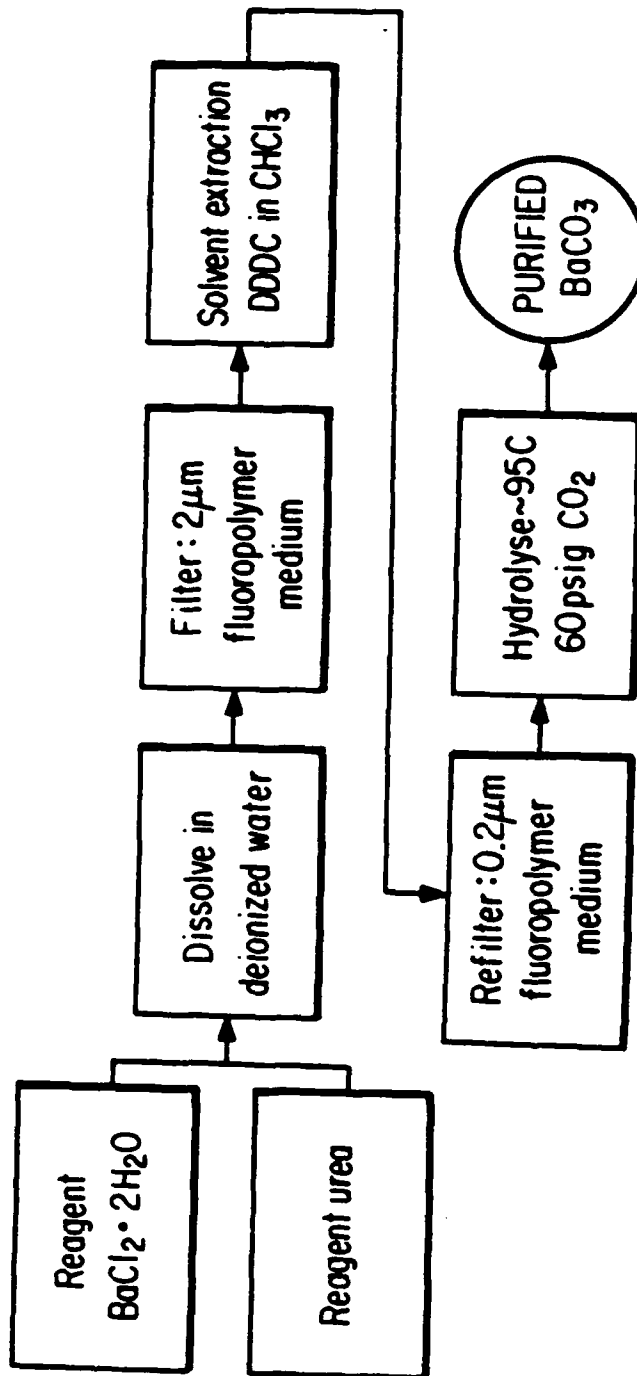 Reagent
BaCl₂•2H₂O
Reagent urea
Dissolve in
deionized water
Filter: 2μm
fluoropolymer
medium
Solvent extraction
DDDC in CHCl₃
Refilter: 0.2μm
fluoropolymer
medium
Hydrolyse~95C
60psig CO₂
PURIFIED
BaCO₃